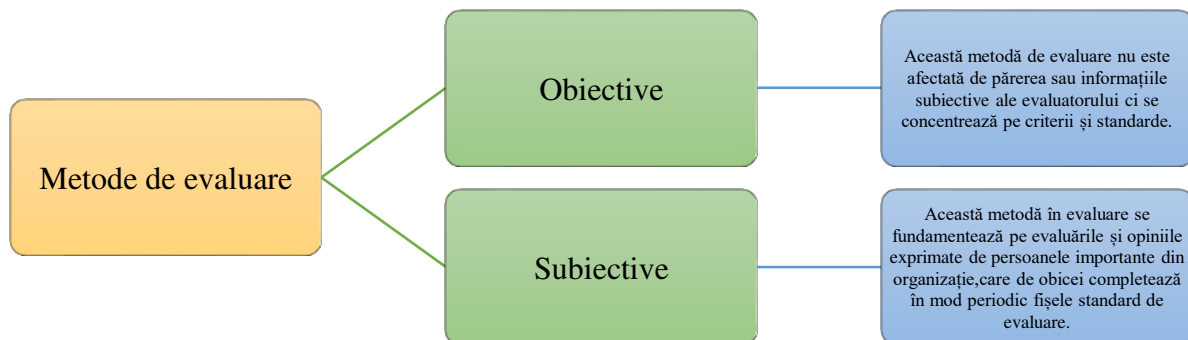 Metode de evaluare
Obiective
Această metodă de evaluare nu este
afectată de părerea sau informațiile
subiective ale evaluatorului ci se
concentrează pe criterii și standarde.
Subiective
Această metodă în evaluare se
fundamentează pe evaluările și opiniile
exprimate de persoanele importante din
organizație,care de obicei completează
în mod periodic fișele standard de
evaluare.